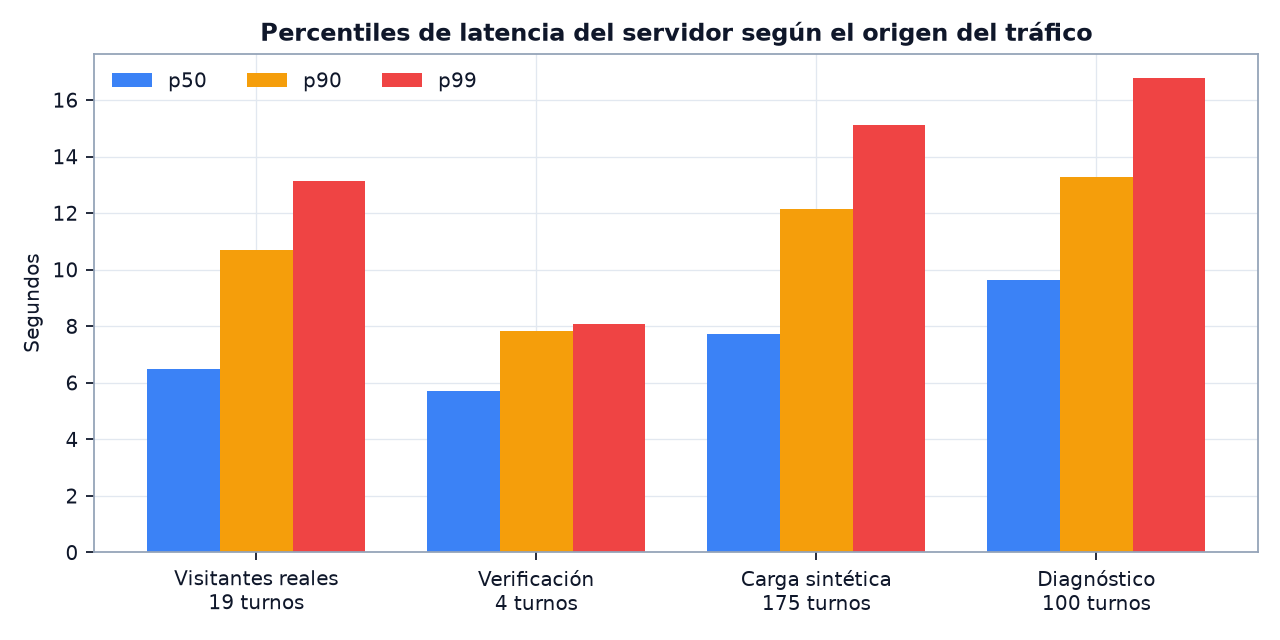 Percentiles de latencia del servidor según el origen del tráfico
p50 p90 p99
Segundos
16
14
12
10
8
6
4
2
0
Visitantes reales
19 turnos
Verificación
4 turnos
Carga sintética
175 turnos
Diagnóstico
100 turnos